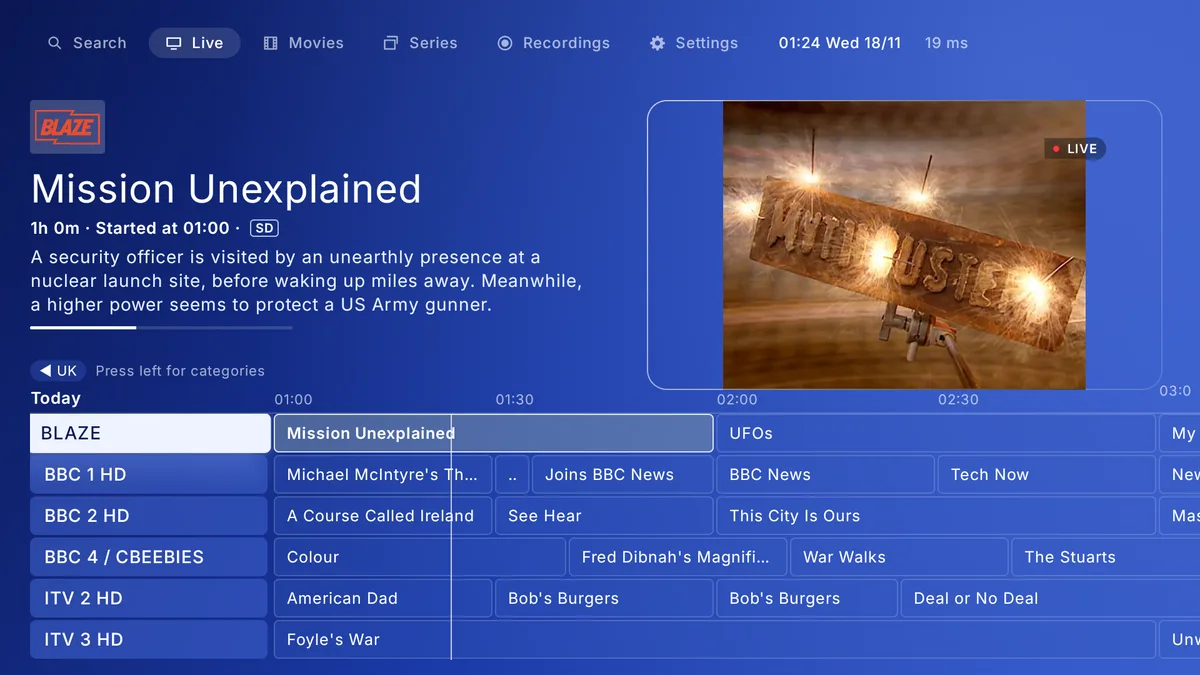 Search Live Movies Series Recordings Settings 01:24 Wed 18/11 19 ms
BLAZE
Mission Unexplained
1h 0m · Started at 01:00 · SD
A security officer is visited by an unearthly presence at a
nuclear launch site, before waking up miles away. Meanwhile,
a higher power seems to protect a US Army gunner.
LIVE
◀ UK Press left for categories
Today 01:00 01:30 02:00 02:30 03:0
BLAZE Mission Unexplained UFOs My
BBC 1 HD Michael McIntyre's Th... .. Joins BBC News BBC News Tech Now
BBC 2 HD A Course Called Ireland See Hear This City Is Ours
BBC 4 / CBEEBIES Colour Fred Dibnah's Magnifi... War Walks The Stuarts
ITV 2 HD American Dad Bob's Burgers Bob's Burgers Deal or No Deal
ITV 3 HD Foyle's War